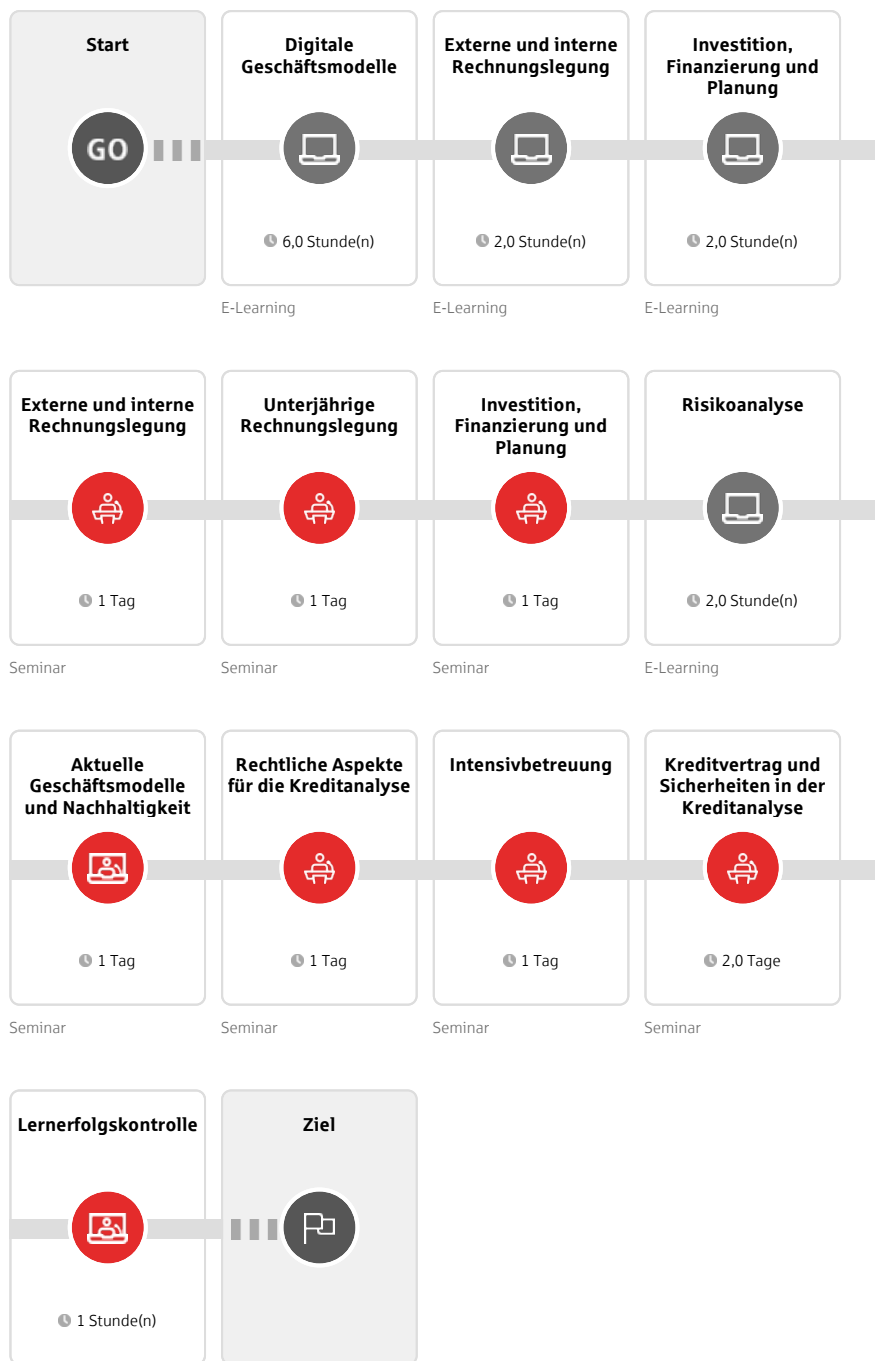 Start
GO
Digitale
Geschäftsmodelle
6,0 Stunde(n)
E-Learning
Externe und interne
Rechnungslegung
2,0 Stunde(n)
E-Learning
Investition,
Finanzierung und
Planung
2,0 Stunde(n)
E-Learning
Externe und interne
Rechnungslegung
1 Tag
Seminar
Unterjährige
Rechnungslegung
1 Tag
Seminar
Investition,
Finanzierung und
Planung
1 Tag
Seminar
Risikoanalyse
2,0 Stunde(n)
E-Learning
Aktuelle
Geschäftsmodelle
und Nachhaltigkeit
1 Tag
Seminar
Rechtliche Aspekte
für die Kreditanalyse
1 Tag
Seminar
Intensivbetreuung
1 Tag
Seminar
Kreditvertrag und
Sicherheiten in der
Kreditanalyse
2,0 Tage
Seminar
Lernerfolgskontrolle
1 Stunde(n)
Ziel